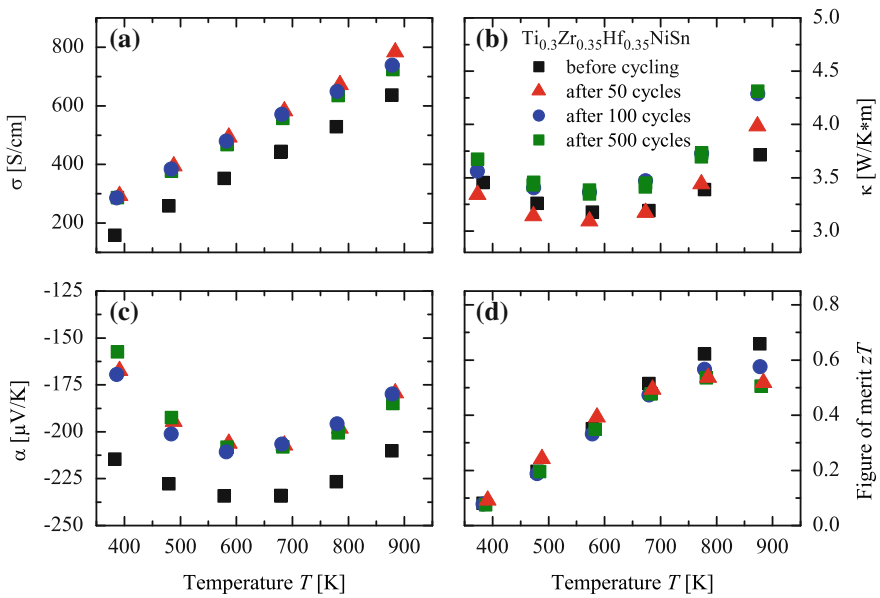 (a)
σ [S/cm]
800
600
400
200
(b)
Ti0.3Zr0.35Hf0.35NiSn
before cycling
after 50 cycles
after 100 cycles
after 500 cycles
5.0
4.5
4.0
3.5
3.0
κ [W/K*m]
(c)
α [µV/K]
-125
-150
-175
-200
-225
-250
400 500 600 700 800 900
Temperature T [K]
(d)
0.8
0.6
0.4
0.2
0.0
Figure of merit zT
400 500 600 700 800 900
Temperature T [K]